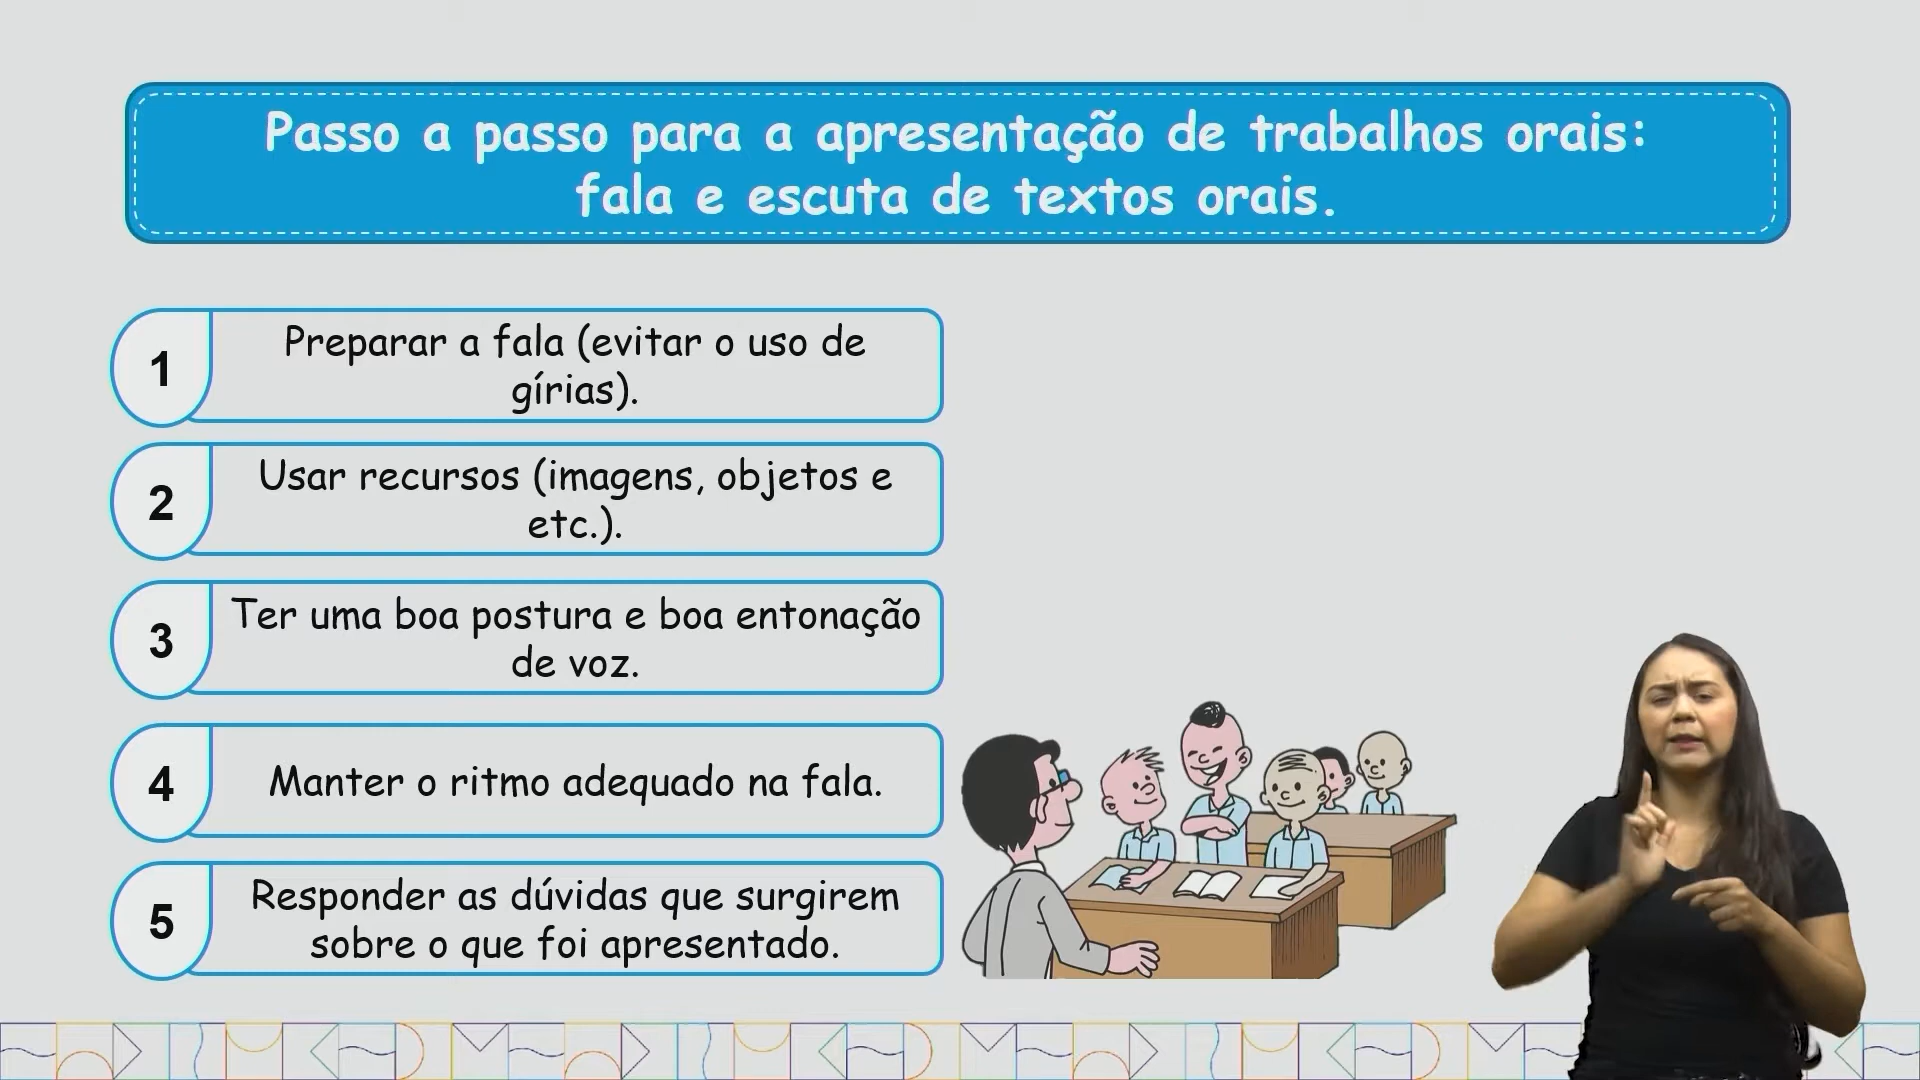 Passo a passo para a apresentação de trabalhos orais:
fala e escuta de textos orais.
1
Preparar a fala (evitar o uso de
gírias).
2
Usar recursos (imagens, objetos e
etc.).
3
Ter uma boa postura e boa entonação
de voz.
4
Manter o ritmo adequado na fala.
5
Responder as dúvidas que surgirem
sobre o que foi apresentado.